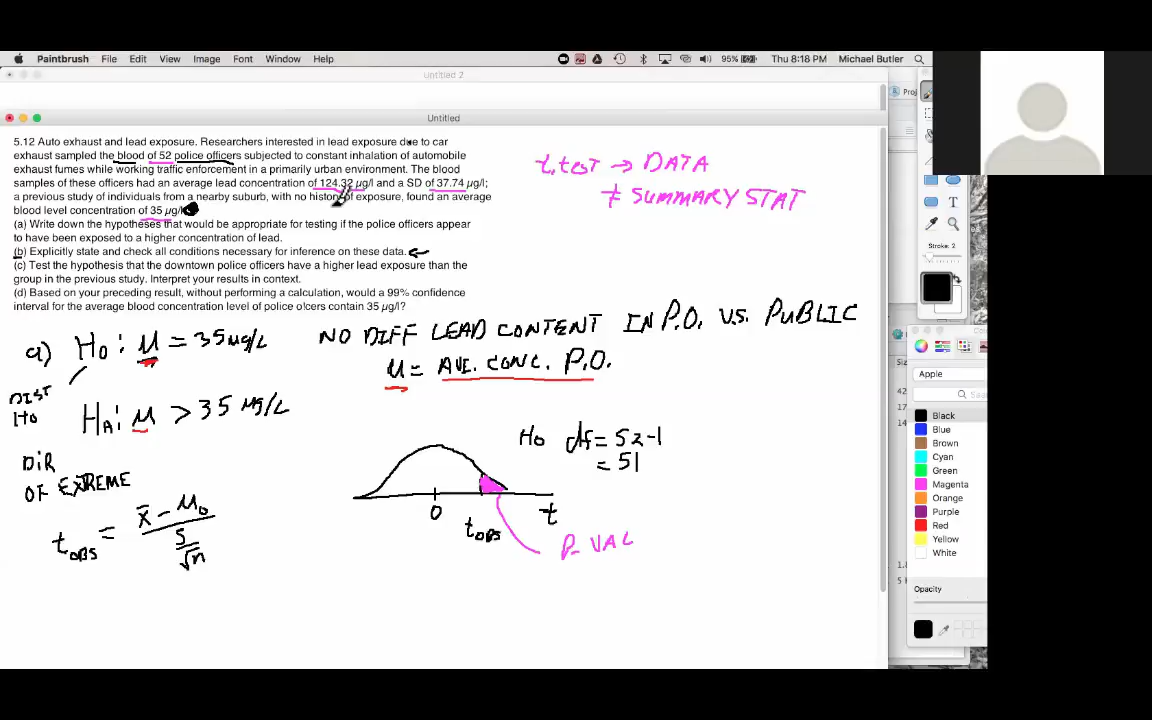 Paintbrush File Edit View Image Font Window Help 95% Thu 8:18 PM Michael Butler
Untitled 2
Untitled
5.12 Auto exhaust and lead exposure. Researchers interested in lead exposure due to car
exhaust sampled the blood of 52 police officers subjected to constant inhalation of automobile
exhaust fumes while working traffic enforcement in a primarily urban environment. The blood
samples of these officers had an average lead concentration of 124.32 µg/l and a SD of 37.74 µg/l;
a previous study of individuals from a nearby suburb, with no history of exposure, found an average
blood level concentration of 35 µg/l
(a) Write down the hypotheses that would be appropriate for testing if the police officers appear
to have been exposed to a higher concentration of lead.
(b) Explicitly state and check all conditions necessary for inference on these data.
(c) Test the hypothesis that the downtown police officers have a higher lead exposure than the
group in the previous study. Interpret your results in context.
(d) Based on your preceding result, without performing a calculation, would a 99% confidence
interval for the average blood concentration level of police ofcers contain 35 µg/l?
t.test → DATA
≠ SUMMARY STAT
a) H0: µ = 35 µg/L
NO DIFF LEAD CONTENT IN P.O. VS. PUBLIC
µ = AVE. CONC. P.O.
DIST
H0
HA: µ > 35 µg/L
DIR
OF EXTREME
tOBS = x̄ - µ0
S
√n
H0 df = 52-1
= 51
0 tOBS t
P-VAL
Proj
Stroke: 2
Apple
Black
Blue
Brown
Cyan
Green
Magenta
Orange
Purple
Red
Yellow
White
Opacity